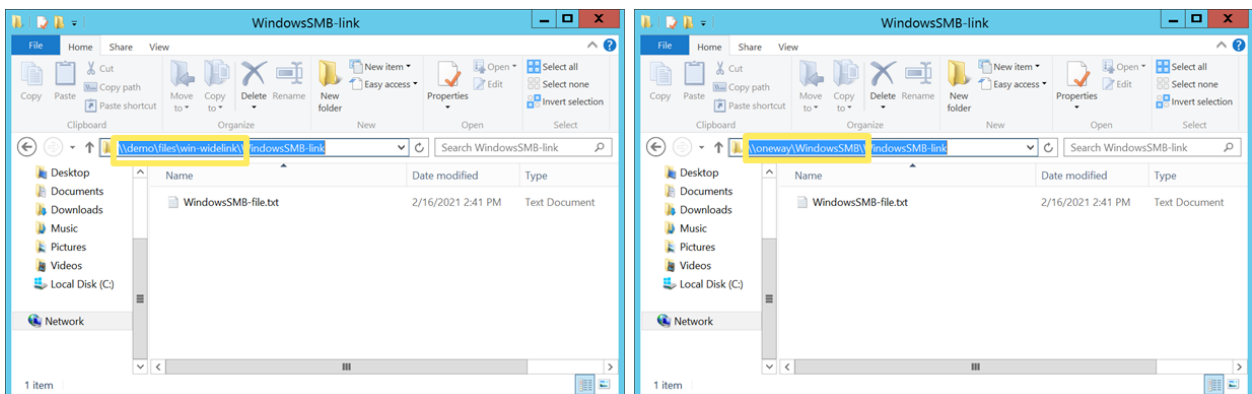 WindowsSMB-link
File Home Share View
Copy
Paste
Cut
Copy path
Paste shortcut
Move to
Copy to
Delete
Rename
New folder
New item
Easy access
Properties
Open
Edit
Select all
Select none
Invert selection
Clipboard Organize New Open Select
\\demo\files\win-widelink\WindowsSMB-link
Search WindowsSMB-link
Desktop
Documents
Downloads
Music
Pictures
Videos
Local Disk (C:)
Network
Name Date modified Type
WindowsSMB-file.txt 2/16/2021 2:41 PM Text Document
1 item
WindowsSMB-link
File Home Share View
Copy
Paste
Cut
Copy path
Paste shortcut
Move to
Copy to
Delete
Rename
New folder
New item
Easy access
Properties
Open
Edit
Select all
Select none
Invert selection
Clipboard Organize New Open Select
\\oneway\WindowsSMB\WindowsSMB-link
Search WindowsSMB-link
Desktop
Documents
Downloads
Music
Pictures
Videos
Local Disk (C:)
Network
Name Date modified Type
WindowsSMB-file.txt 2/16/2021 2:41 PM Text Document
1 item